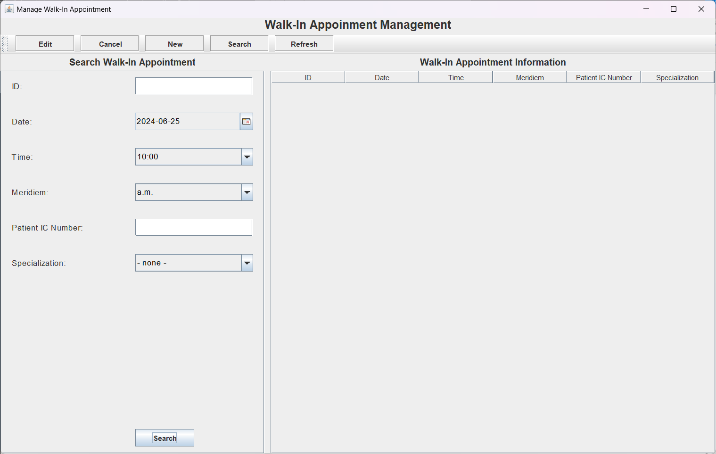 Manage Walk-In Appointment
Walk-In Appoinment Management
Edit Cancel New Search Refresh
Search Walk-In Appointment
Walk-In Appointment Information
ID Date Time Meridiem Patient IC Number Specialization
ID
Date: 2024-06-25
Time: 10:00
Meridiem: a.m.
Patient IC Number:
Specialization: - none -
Search